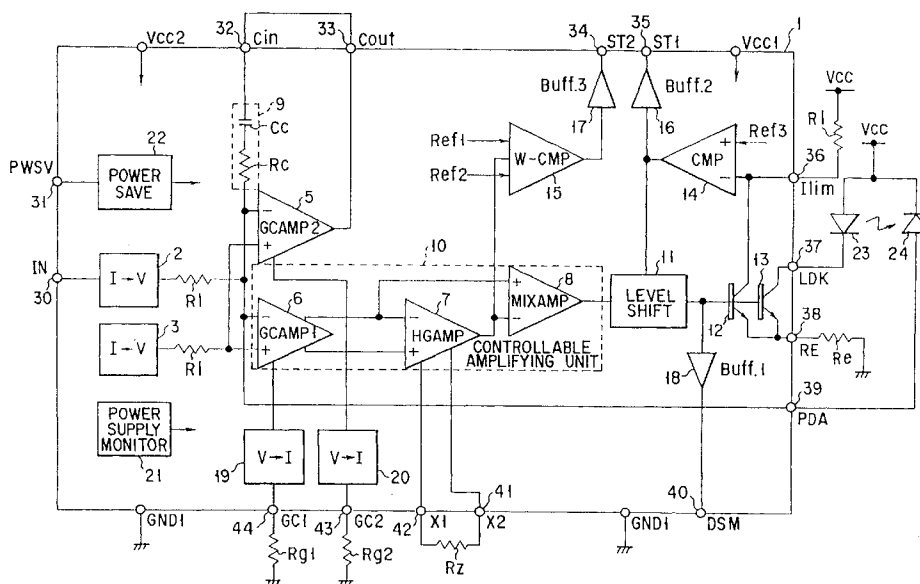 32
33
34
35
1
VCC2
Cin
Cout
ST2
ST1
VCC1
VCC
9
Cc
Rc
Buff.3
17
Buff.2
16
Ri
VCC
22
PWSV
31
POWER
SAVE
Ref1
Ref2
W-CMP
15
CMP
14
+
-
Ref3
36
Ilim
IN
30
2
I→V
R1
5
-
GCAMP2
+
10
11
LEVEL
SHIFT
13
12
37
LDK
23
24
3
I→V
R1
6
-
GCAMP1
+
7
-
HGAMP
+
8
+
MIXAMP
-
CONTROLLABLE
AMPLIFYING UNIT
38
RE
Re
18
Buff.1
39
PDA
POWER
SUPPLY
MONITOR
21
V→I
19
V→I
20
GND1
44
GC1
43
GC2
42
X1
41
X2
GND1
40
DSM
Rg1
Rg2
Rz